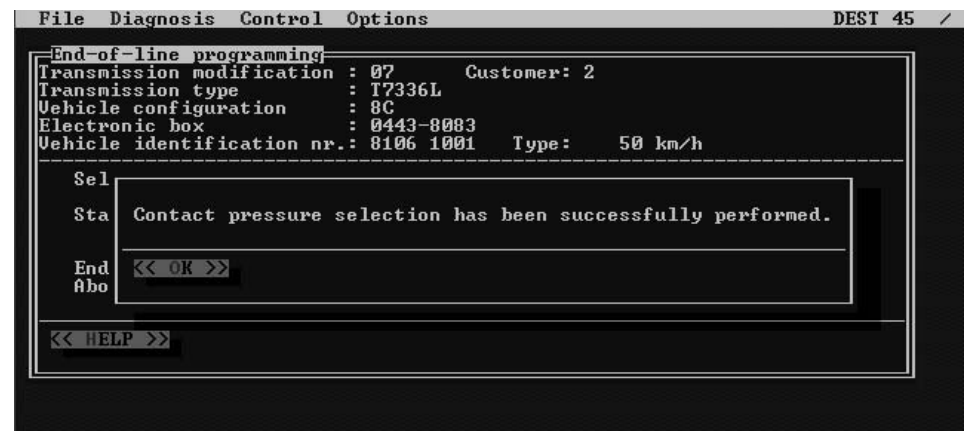 File Diagnosis Control Options DEST 45 /
End-of-line programming
Transmission modification : 07 Customer: 2
Transmission type : T7336L
Vehicle configuration : 8C
Electronic box : 0443-8083
Vehicle identification nr.: 8106 1001 Type: 50 km/h
Sel
Sta Contact pressure selection has been successfully performed.
End << OK >>
Abo
<< HELP >>